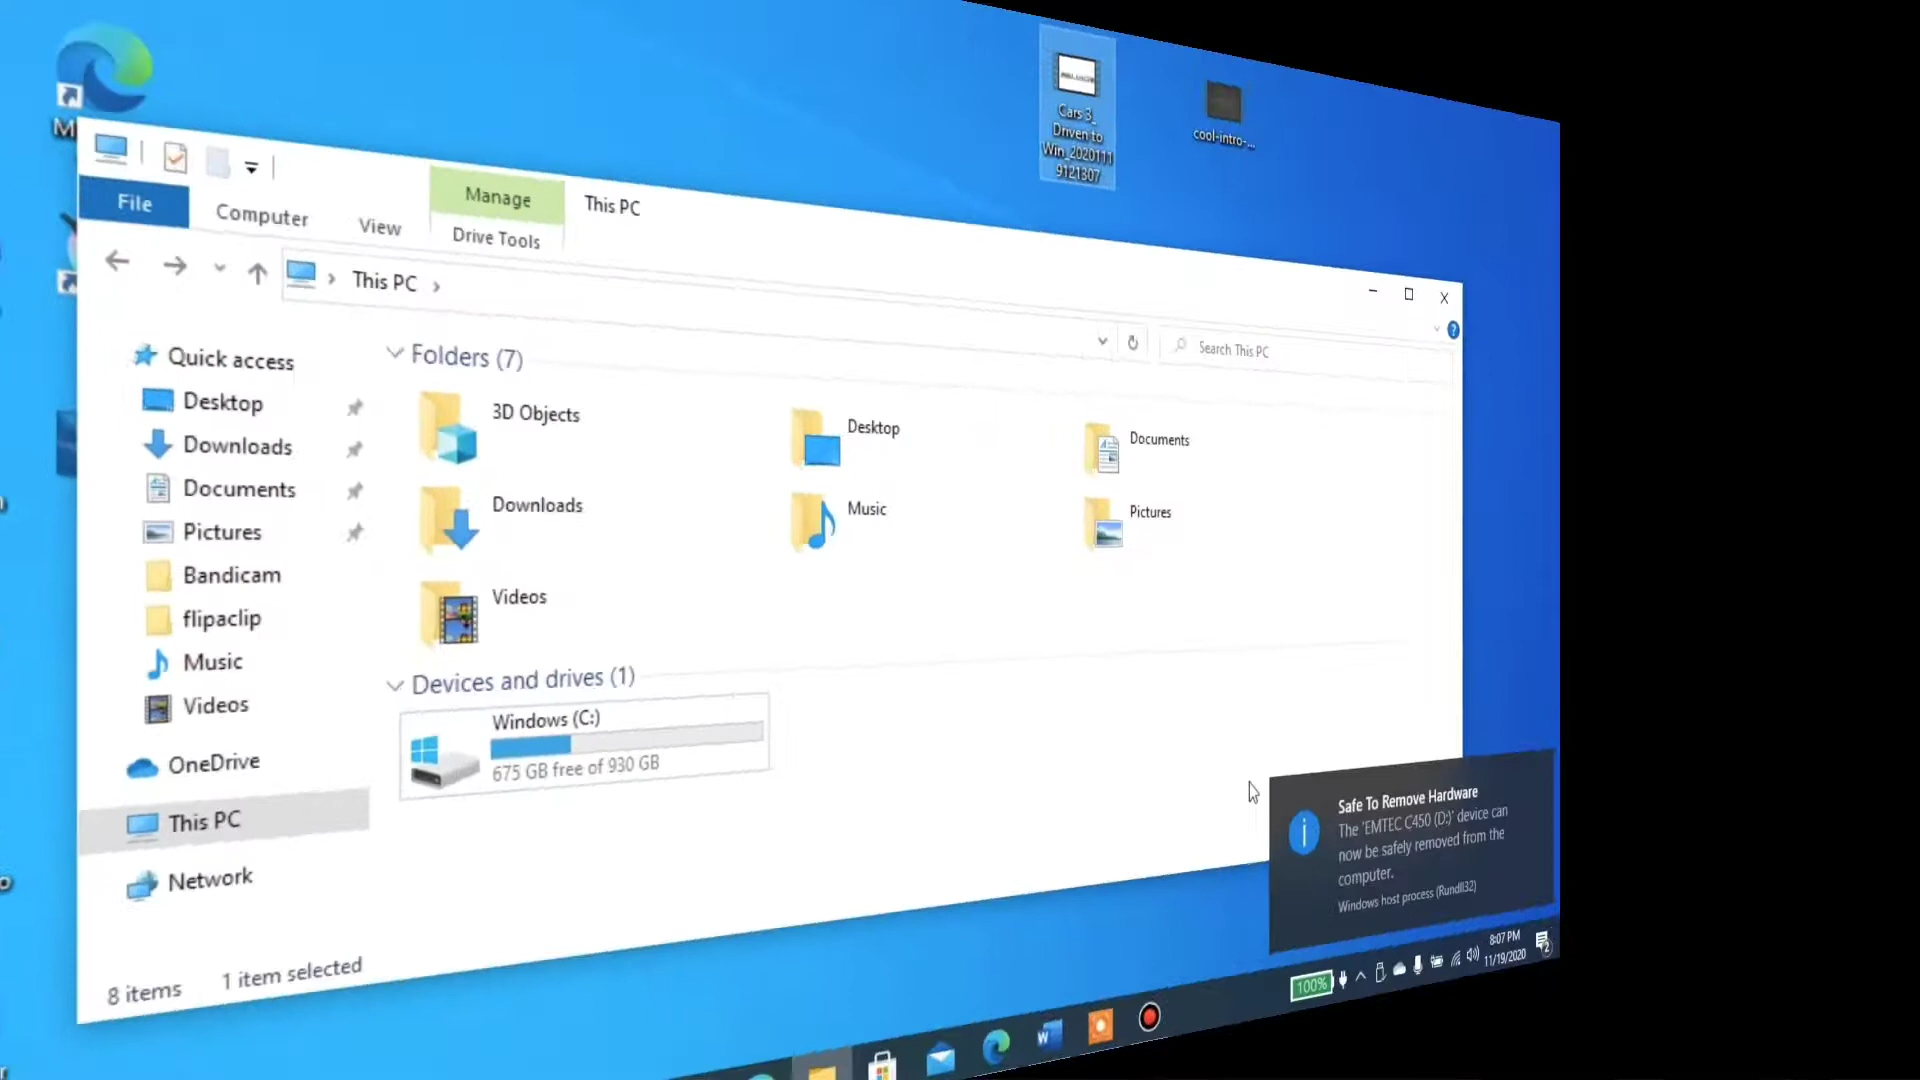 Cars 3_
Driven to
Win_2020111
9121307
cool-intro-...
This PC
Manage
File
Computer
View
Drive Tools
This PC
Search This PC
Quick access
Desktop
Downloads
Documents
Pictures
Bandicam
flipaclip
Music
Videos
OneDrive
This PC
Network
Folders (7)
3D Objects
Desktop
Documents
Downloads
Music
Pictures
Videos
Devices and drives (1)
Windows (C:)
675 GB free of 930 GB
8 items
1 item selected
Safe To Remove Hardware
The 'EMTEC C450 (D:)' device can
now be safely removed from the
computer.
Windows host process (Rundll32)
100%
8:07 PM
11/19/2020
2